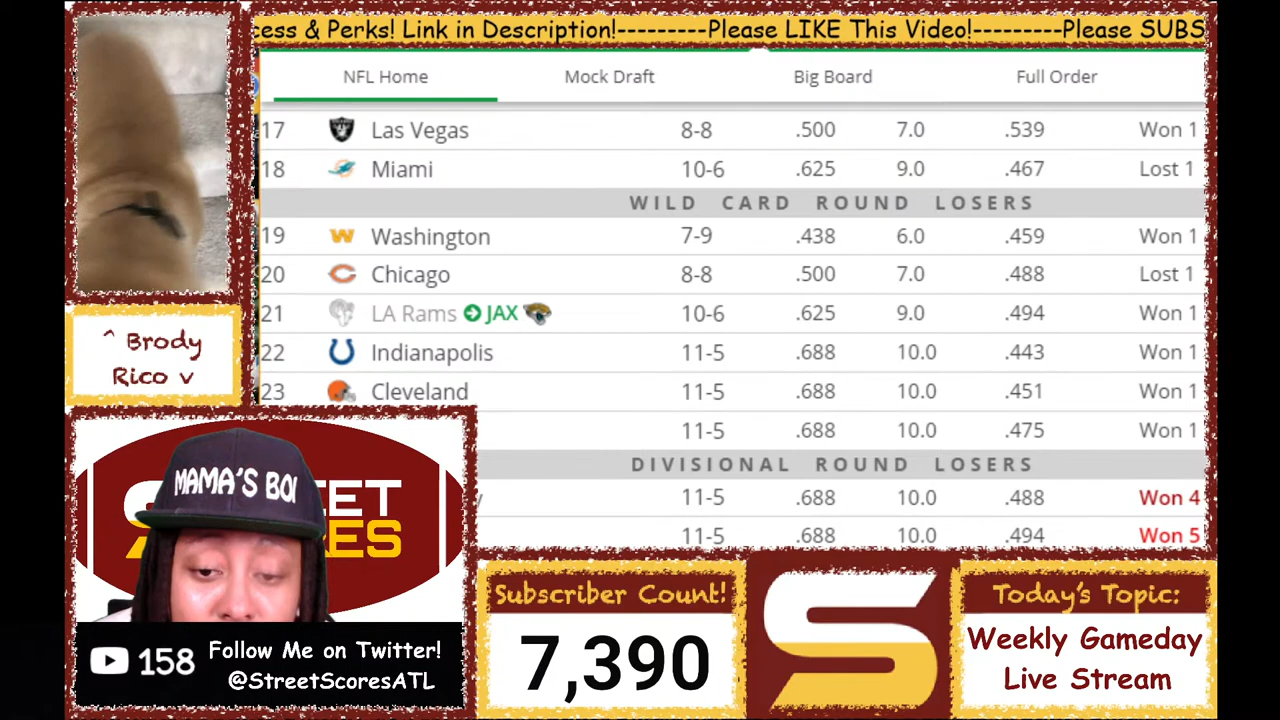 cess & Perks! Link in Description!---------Please LIKE This Video!---------Please SUBS
NFL Home Mock Draft Big Board Full Order
17 Las Vegas 8-8 .500 7.0 .539 Won 1
18 Miami 10-6 .625 9.0 .467 Lost 1
WILD CARD ROUND LOSERS
19 Washington 7-9 .438 6.0 .459 Won 1
20 Chicago 8-8 .500 7.0 .488 Lost 1
21 LA Rams JAX 10-6 .625 9.0 .494 Won 1
22 Indianapolis 11-5 .688 10.0 .443 Won 1
23 Cleveland 11-5 .688 10.0 .451 Won 1
11-5 .688 10.0 .475 Won 1
DIVISIONAL ROUND LOSERS
11-5 .688 10.0 .488 Won 4
11-5 .688 10.0 .494 Won 5
^ Brody
Rico v
MAMA'S BOI
158
Follow Me on Twitter!
@StreetScoresATL
Subscriber Count!
7,390
S
Today's Topic:
Weekly Gameday
Live Stream